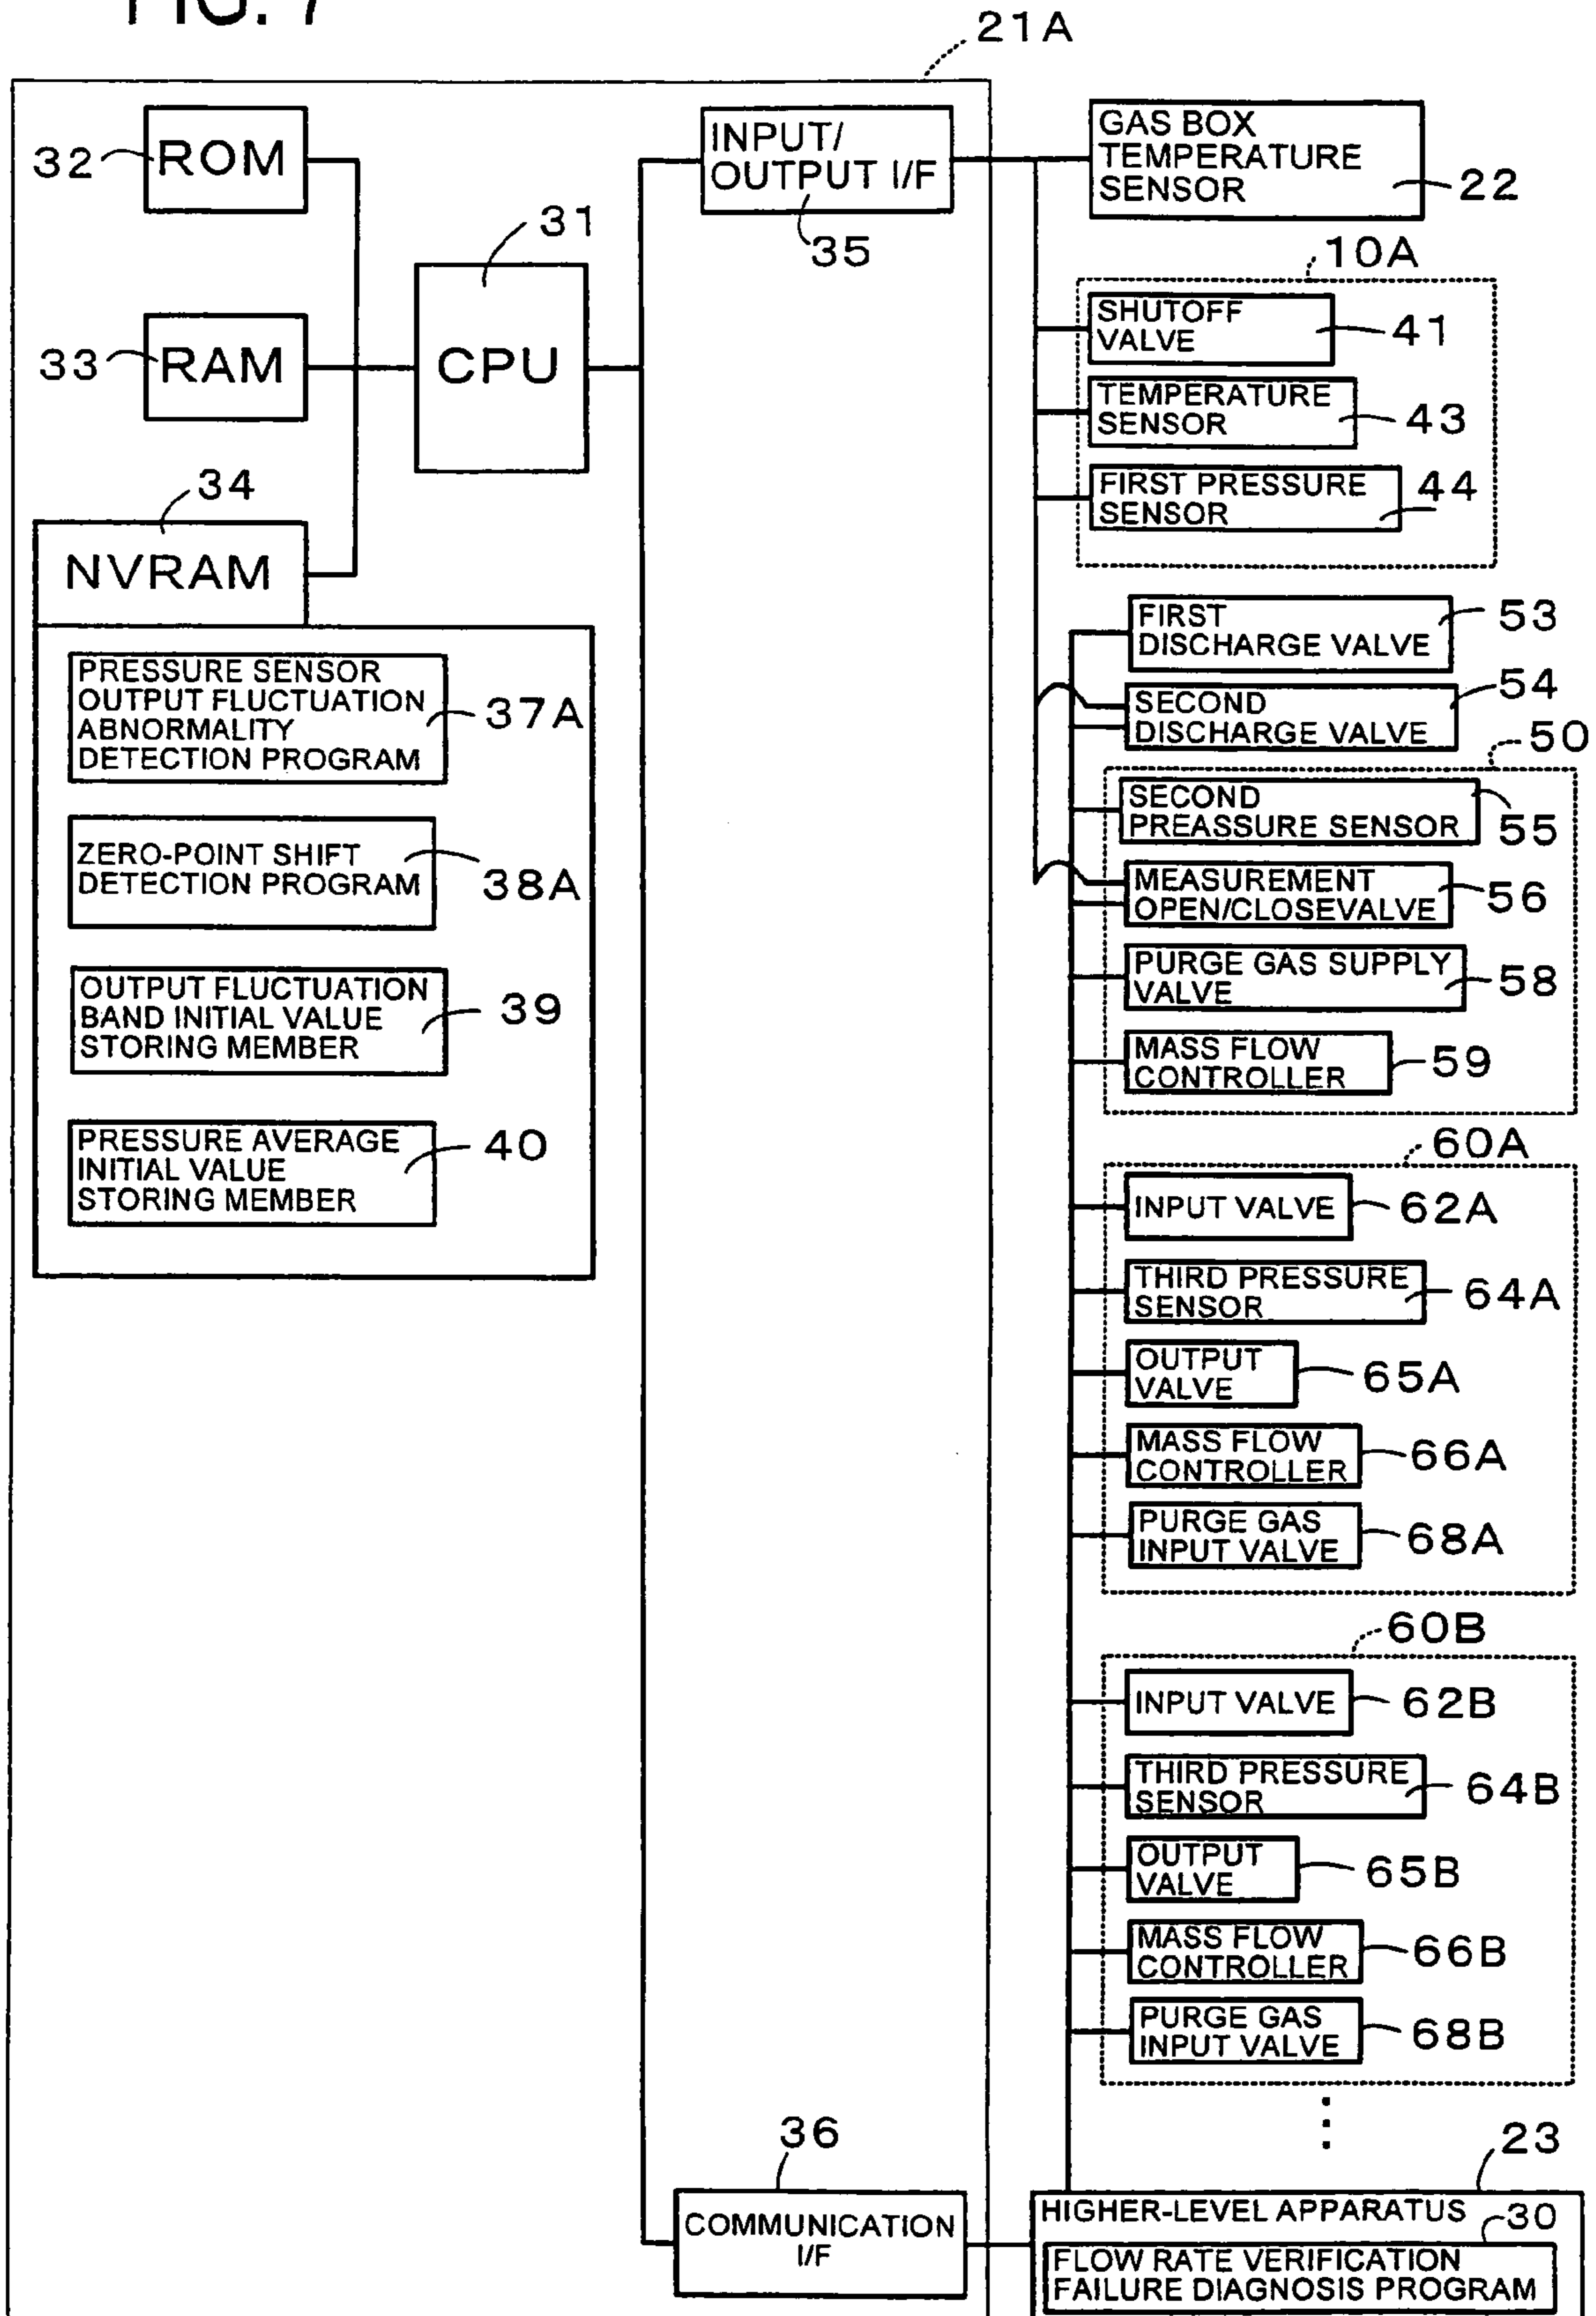 FIG. 7
21A
32
ROM
33
RAM
34
NVRAM
31
CPU
PRESSURE SENSOR
OUTPUT FLUCTUATION
ABNORMALITY
DETECTION PROGRAM
37A
ZERO-POINT SHIFT
DETECTION PROGRAM
38A
OUTPUT FLUCTUATION
BAND INITIAL VALUE
STORING MEMBER
39
PRESSURE AVERAGE
INITIAL VALUE
STORING MEMBER
40
INPUT/
OUTPUT I/F
35
36
COMMUNICATION
I/F
GAS BOX
TEMPERATURE
SENSOR
22
10A
SHUTOFF
VALVE
41
TEMPERATURE
SENSOR
43
FIRST PRESSURE
SENSOR
44
FIRST
DISCHARGE VALVE
53
SECOND
DISCHARGE VALVE
54
50
SECOND
PREASSURE SENSOR
55
MEASUREMENT
OPEN/CLOSEVALVE
56
PURGE GAS SUPPLY
VALVE
58
MASS FLOW
CONTROLLER
59
60A
INPUT VALVE
62A
THIRD PRESSURE
SENSOR
64A
OUTPUT
VALVE
65A
MASS FLOW
CONTROLLER
66A
PURGE GAS
INPUT VALVE
68A
60B
INPUT VALVE
62B
THIRD PRESSURE
SENSOR
64B
OUTPUT
VALVE
65B
MASS FLOW
CONTROLLER
66B
PURGE GAS
INPUT VALVE
68B
23
HIGHER-LEVEL APPARATUS
30
FLOW RATE VERIFICATION
FAILURE DIAGNOSIS PROGRAM